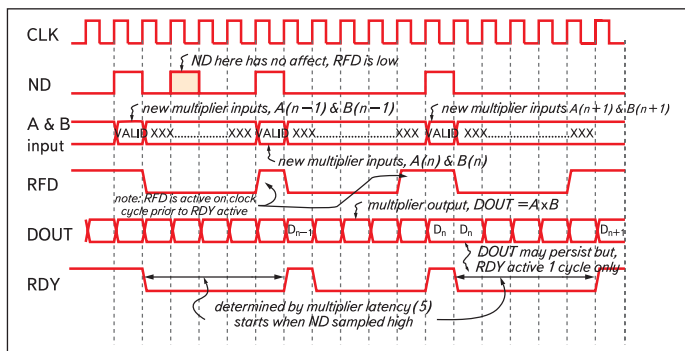 CLK
ND here has no affect, RFD is low
ND
new multiplier inputs, A(n−1) & B(n−1)
new multiplier inputs A(n+1) & B(n+1)
A & B
input
VALID XXX..................XXX VALID XXX..............................XXX VALID XXX..............................XXX
new multiplier inputs, A(n) & B(n)
RFD
note: RFD is active on clock
cycle prior to RDY active
multiplier output, DOUT = A x B
DOUT
Dn−1 Dn Dn Dn+1
DOUT may persist but,
RDY active 1 cycle only
RDY
determined by multiplier latency (5)
starts when ND sampled high